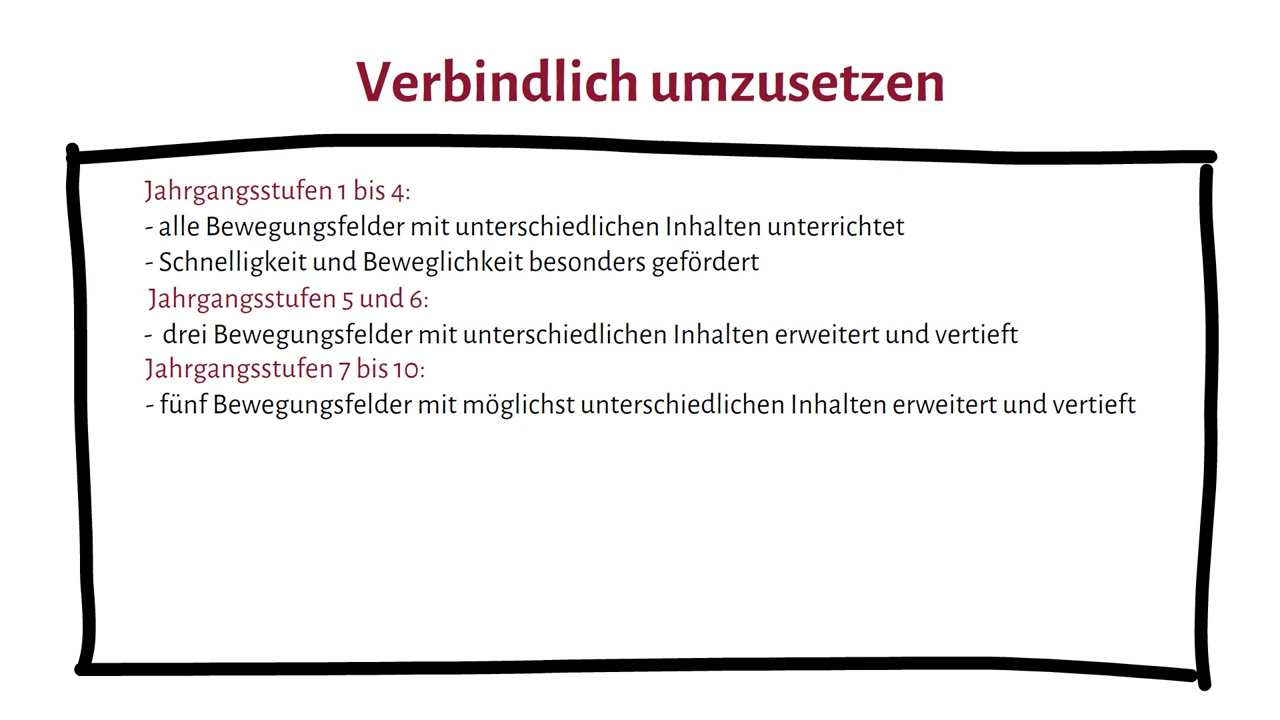 Verbindlich umzusetzen
Jahrgangsstufen 1 bis 4:
- alle Bewegungsfelder mit unterschiedlichen Inhalten unterrichtet
- Schnelligkeit und Beweglichkeit besonders gefördert
Jahrgangsstufen 5 und 6:
- drei Bewegungsfelder mit unterschiedlichen Inhalten erweitert und vertieft
Jahrgangsstufen 7 bis 10:
- fünf Bewegungsfelder mit möglichst unterschiedlichen Inhalten erweitert und vertieft